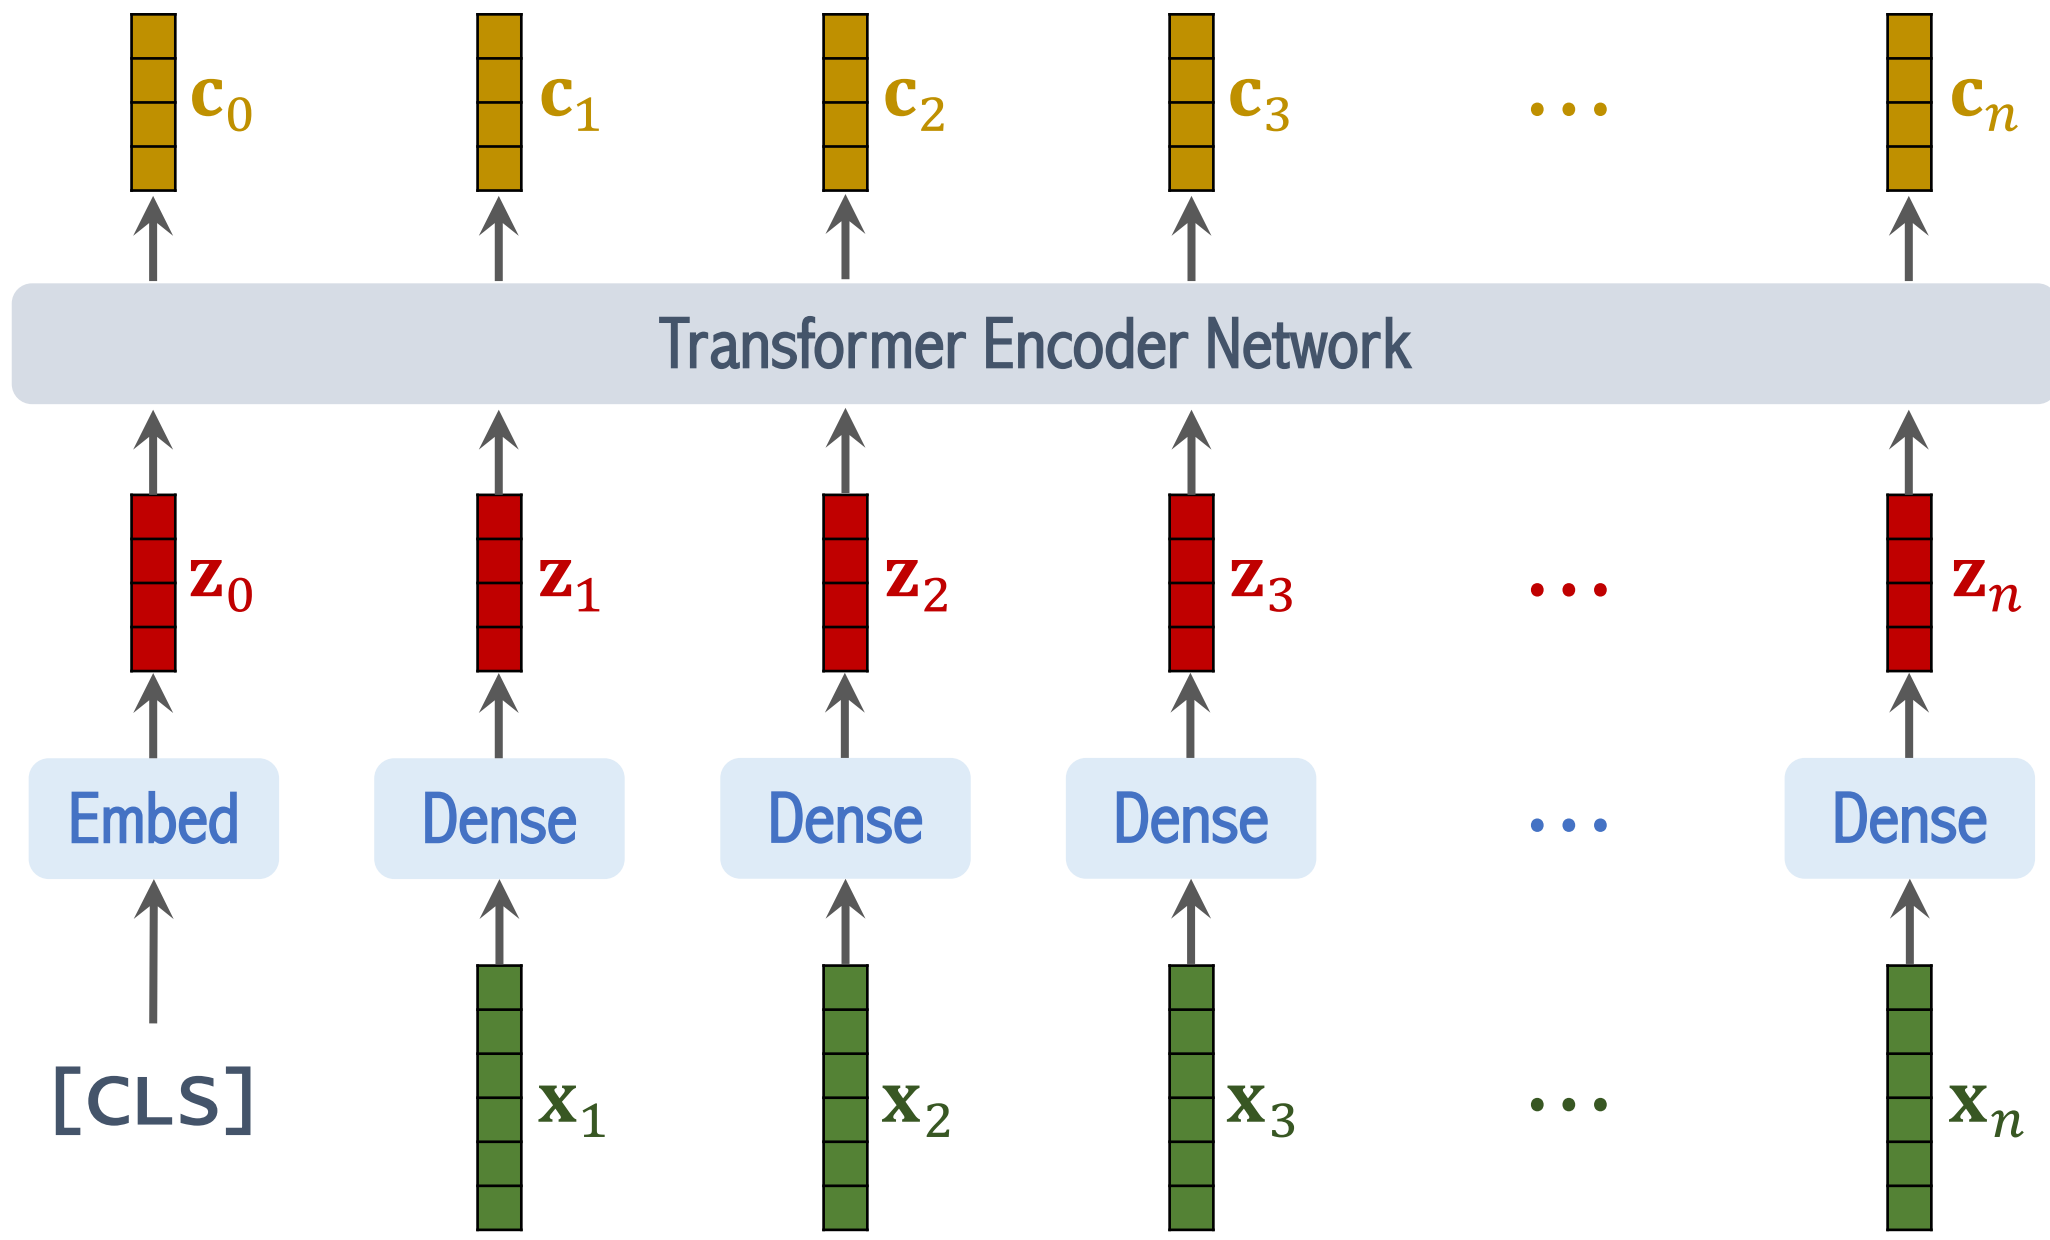 c₀ c₁ c₂ c₃ ... cₙ
Transformer Encoder Network
z₀ z₁ z₂ z₃ ... zₙ
Embed Dense Dense Dense ... Dense
[CLS] x₁ x₂ x₃ ... xₙ